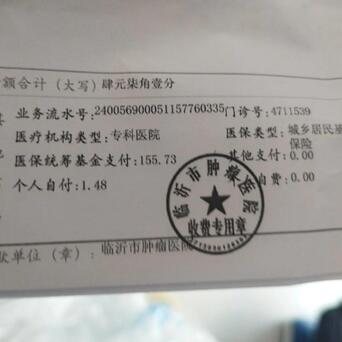 额合计（大写）肆元柒角壹分
业务流水号：240056900051157760335 门诊号：4711539
医疗机构类型：专科医院 医保类型：城乡居民基
保险
医保统筹基金支付：155.73 其他支付：0.00
个人自付：1.48 自费：0.00
临沂市肿瘤医院
收费专用章
单位（章）：临沂市肿瘤医院